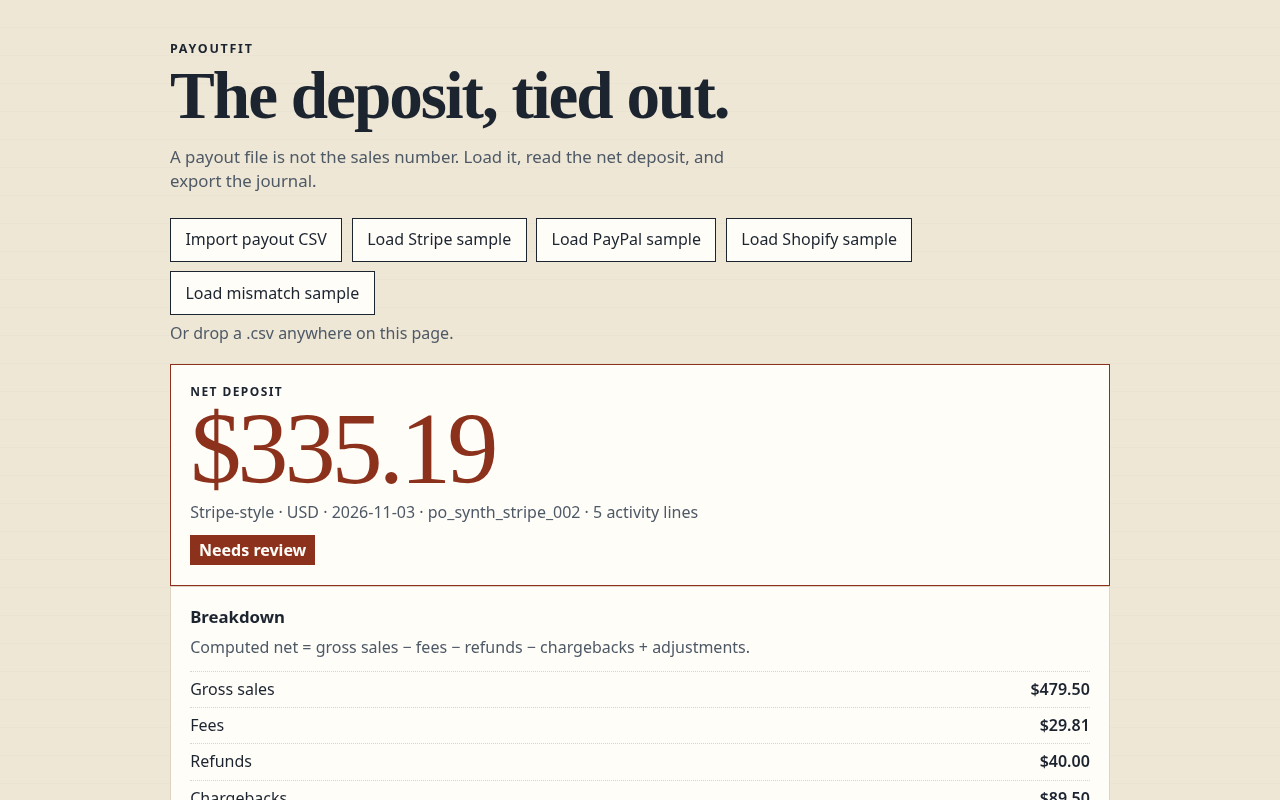 PAYOUTFIT
The deposit, tied out.
A payout file is not the sales number. Load it, read the net deposit, and
export the journal.
Import payout CSV
Load Stripe sample
Load PayPal sample
Load Shopify sample
Load mismatch sample
Or drop a .csv anywhere on this page.
NET DEPOSIT
$335.19
Stripe-style · USD · 2026-11-03 · po_synth_stripe_002 · 5 activity lines
Needs review
Breakdown
Computed net = gross sales − fees − refunds − chargebacks + adjustments.
Gross sales $479.50
Fees $29.81
Refunds $40.00
Chargebacks $89.50